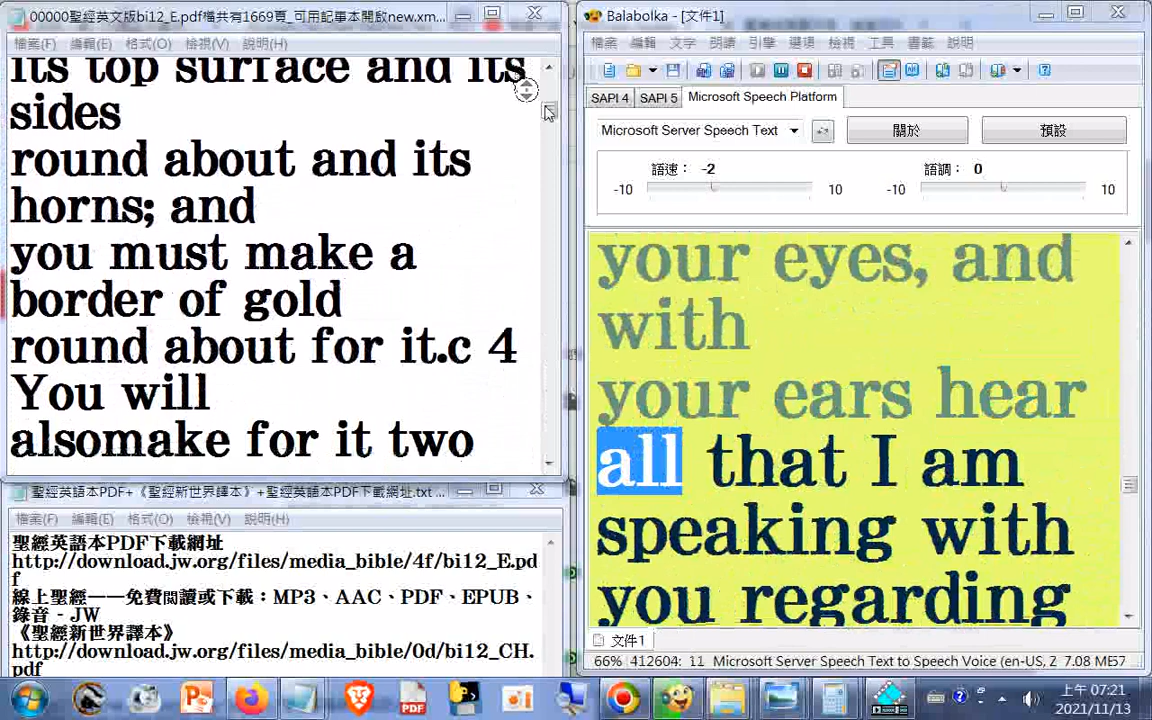 00000聖經英文版bi12_E.pdf檔共有1669頁_可用記事本開啟new.xm...
檔案(F) 編輯(E) 格式(O) 檢視(V) 說明(H)
its top surface and its
sides
round about and its
horns; and
you must make a
border of gold
round about for it.c 4
You will
alsomake for it two
聖經英語本PDF+《聖經新世界譯本》+聖經英語本PDF下載網址.txt ...
檔案(F) 編輯(E) 格式(O) 檢視(V) 說明(H)
聖經英語本PDF下載網址
http://download.jw.org/files/media_bible/4f/bi12_E.pd
f
線上聖經——免費閱讀或下載：MP3、AAC、PDF、EPUB、
錄音 - JW
《聖經新世界譯本》
http://download.jw.org/files/media_bible/0d/bi12_CH.
pdf
Balabolka - [文件1]
檔案 編輯 文字 朗讀 引擎 選項 檢視 工具 書籤 說明
SAPI 4 SAPI 5 Microsoft Speech Platform
Microsoft Server Speech Text 關於 預設
語速： -2 語調： 0
-10 10 -10 10
your eyes, and
with
your ears hear
all that I am
speaking with
you regarding
文件1
66% 412604: 11 Microsoft Server Speech Text to Speech Voice (en-US, Z 7.08 ME57
上午 07:21
2021/11/13